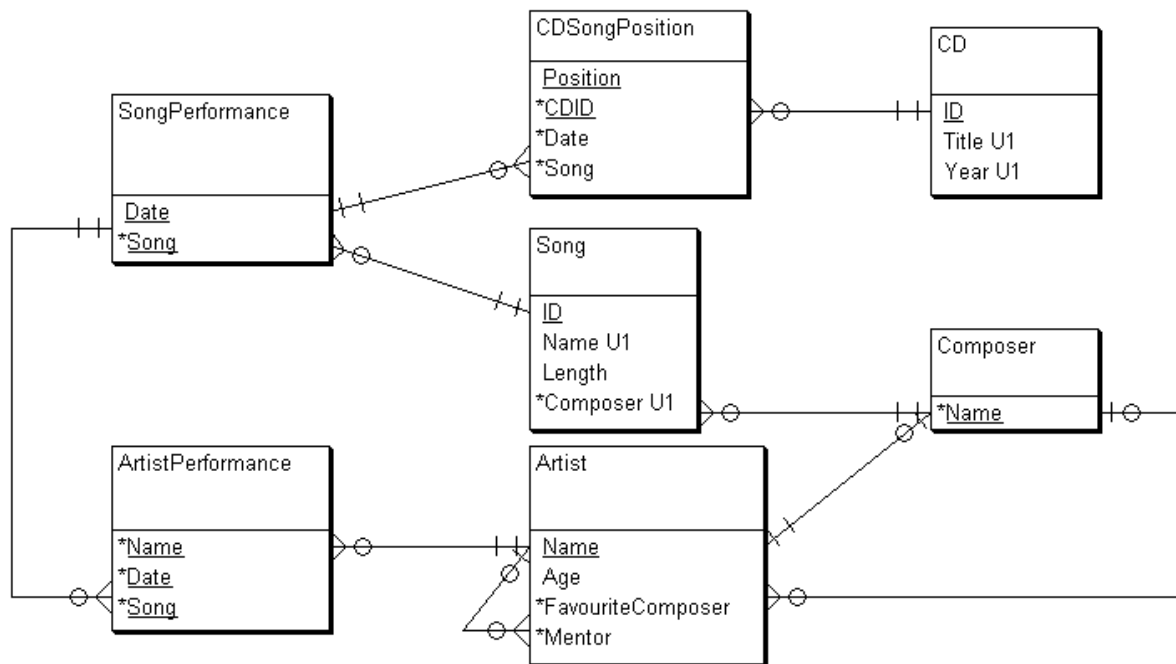 CDSongPosition
Position
*CDID
*Date
*Song
CD
ID
Title U1
Year U1
SongPerformance
Date
*Song
Song
ID
Name U1
Length
*Composer U1
Composer
*Name
ArtistPerformance
*Name
*Date
*Song
Artist
Name
Age
*FavouriteComposer
*Mentor